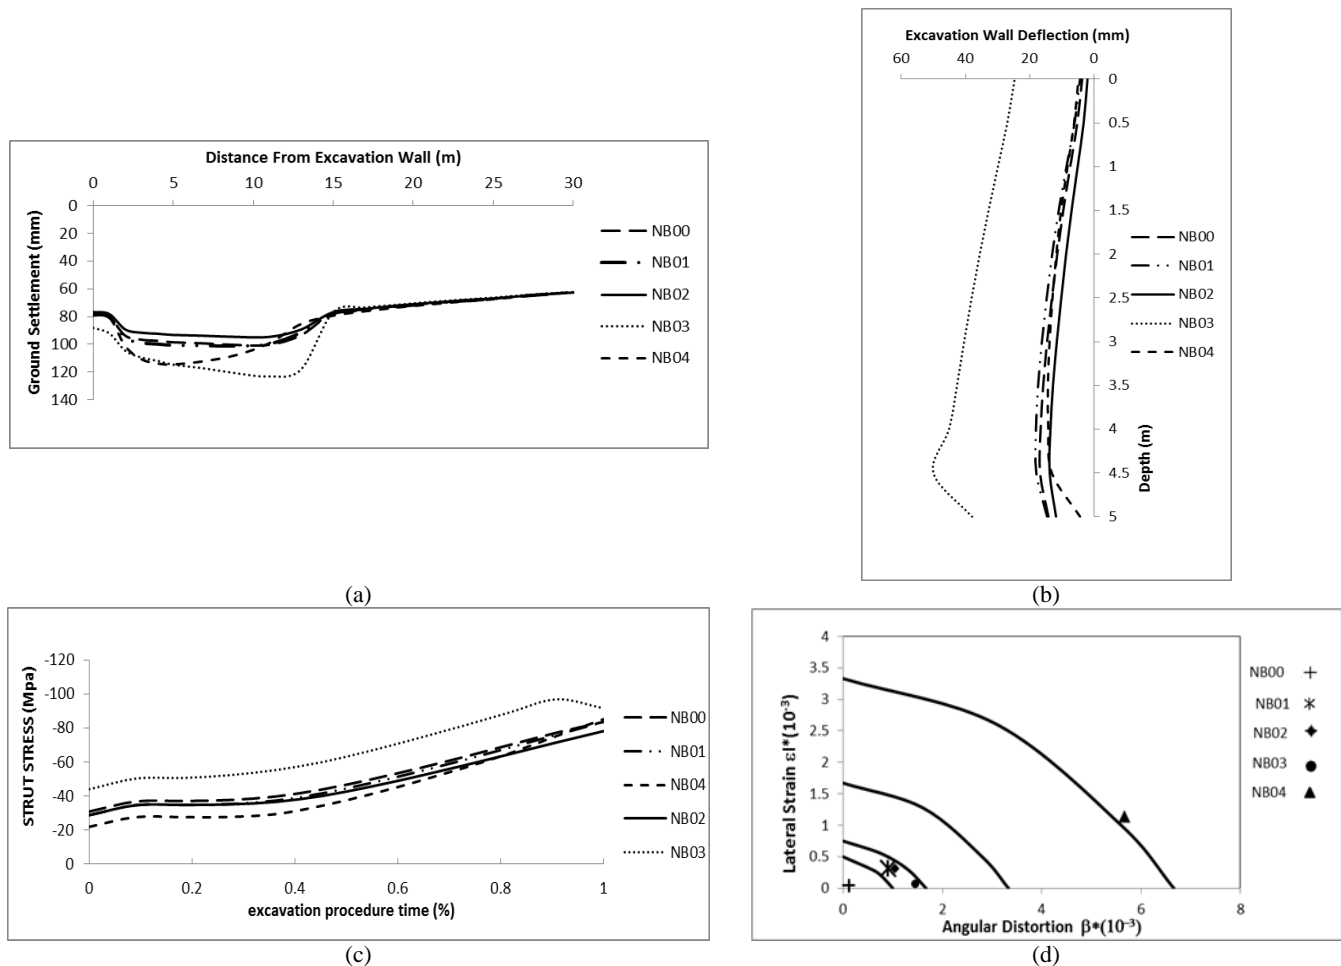 Distance From Excavation Wall (m)
0 5 10 15 20 25 30
Ground Settlement (mm)
0
20
40
60
80
100
120
140
NB00
NB01
NB02
NB03
NB04
(a)
Excavation Wall Deflection (mm)
60 40 20 0
0
0.5
1
1.5
2
2.5
3
3.5
4
4.5
5
Depth (m)
NB00
NB01
NB02
NB03
NB04
(b)
STRUT STRESS (Mpa)
-120
-100
-80
-60
-40
-20
0
0 0.2 0.4 0.6 0.8 1
excavation procedure time (%)
NB00
NB01
NB04
NB02
NB03
(c)
Lateral Strain εl*(10⁻³)
4
3.5
3
2.5
2
1.5
1
0.5
0
0 2 4 6 8
Angular Distortion β*(10⁻³)
NB00
NB01
NB02
NB03
NB04
(d)